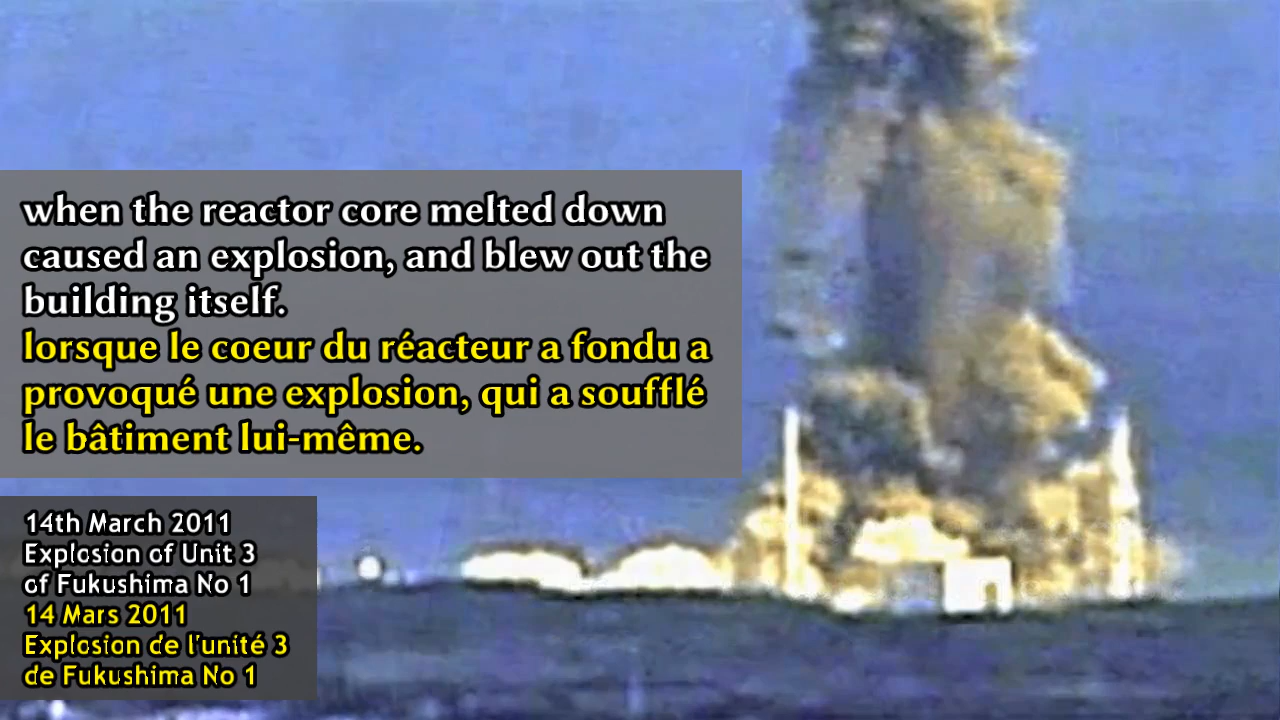 when the reactor core melted down
caused an explosion, and blew out the
building itself.
lorsque le coeur du réacteur a fondu a
provoqué une explosion, qui a soufflé
le bâtiment lui-même.
14th March 2011
Explosion of Unit 3
of Fukushima No 1
14 Mars 2011
Explosion de l'unité 3
de Fukushima No 1